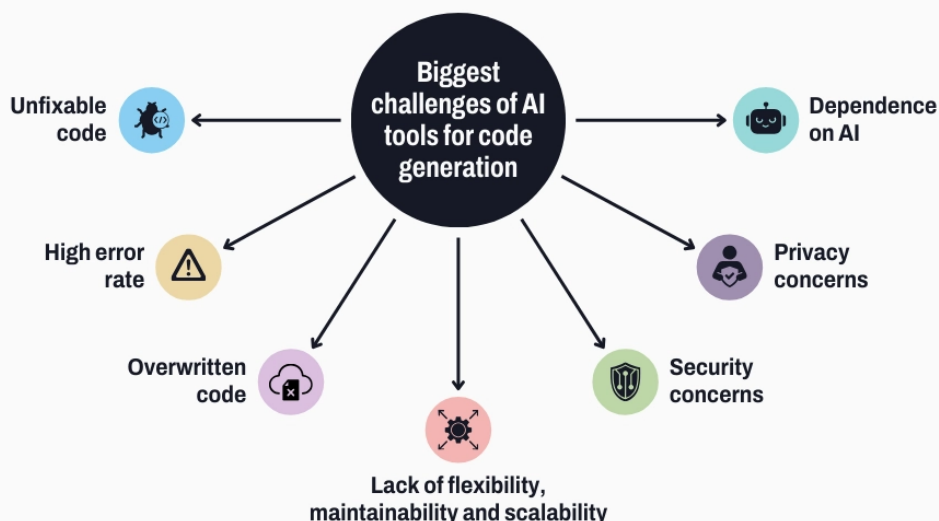 Biggest
challenges of AI
tools for code
generation
Unfixable
code
Dependence
on AI
High error
rate
Privacy
concerns
Overwritten
code
Security
concerns
Lack of flexibility,
maintainability and scalability